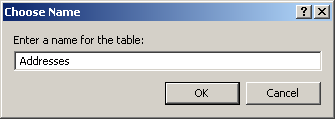 Choose Name
Enter a name for the table:
Addresses
OK Cancel